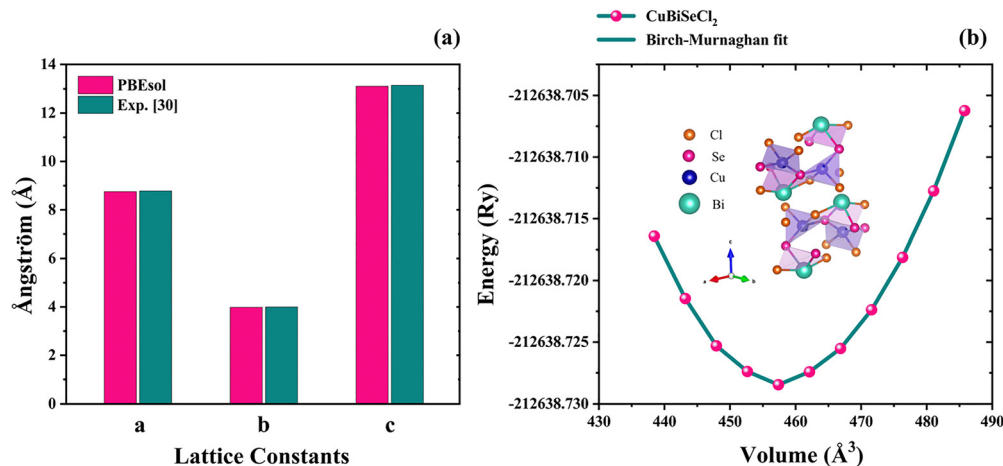 (a)
PBEsol
Exp. [30]
14
12
10
8
6
4
2
0
Ångström (Å)
a b c
Lattice Constants
CuBiSeCl₂
Birch-Murnaghan fit
(b)
-212638.705
-212638.710
-212638.715
-212638.720
-212638.725
-212638.730
Energy (Ry)
Cl
Se
Cu
Bi
c
a
b
430 440 450 460 470 480 490
Volume (Å³)